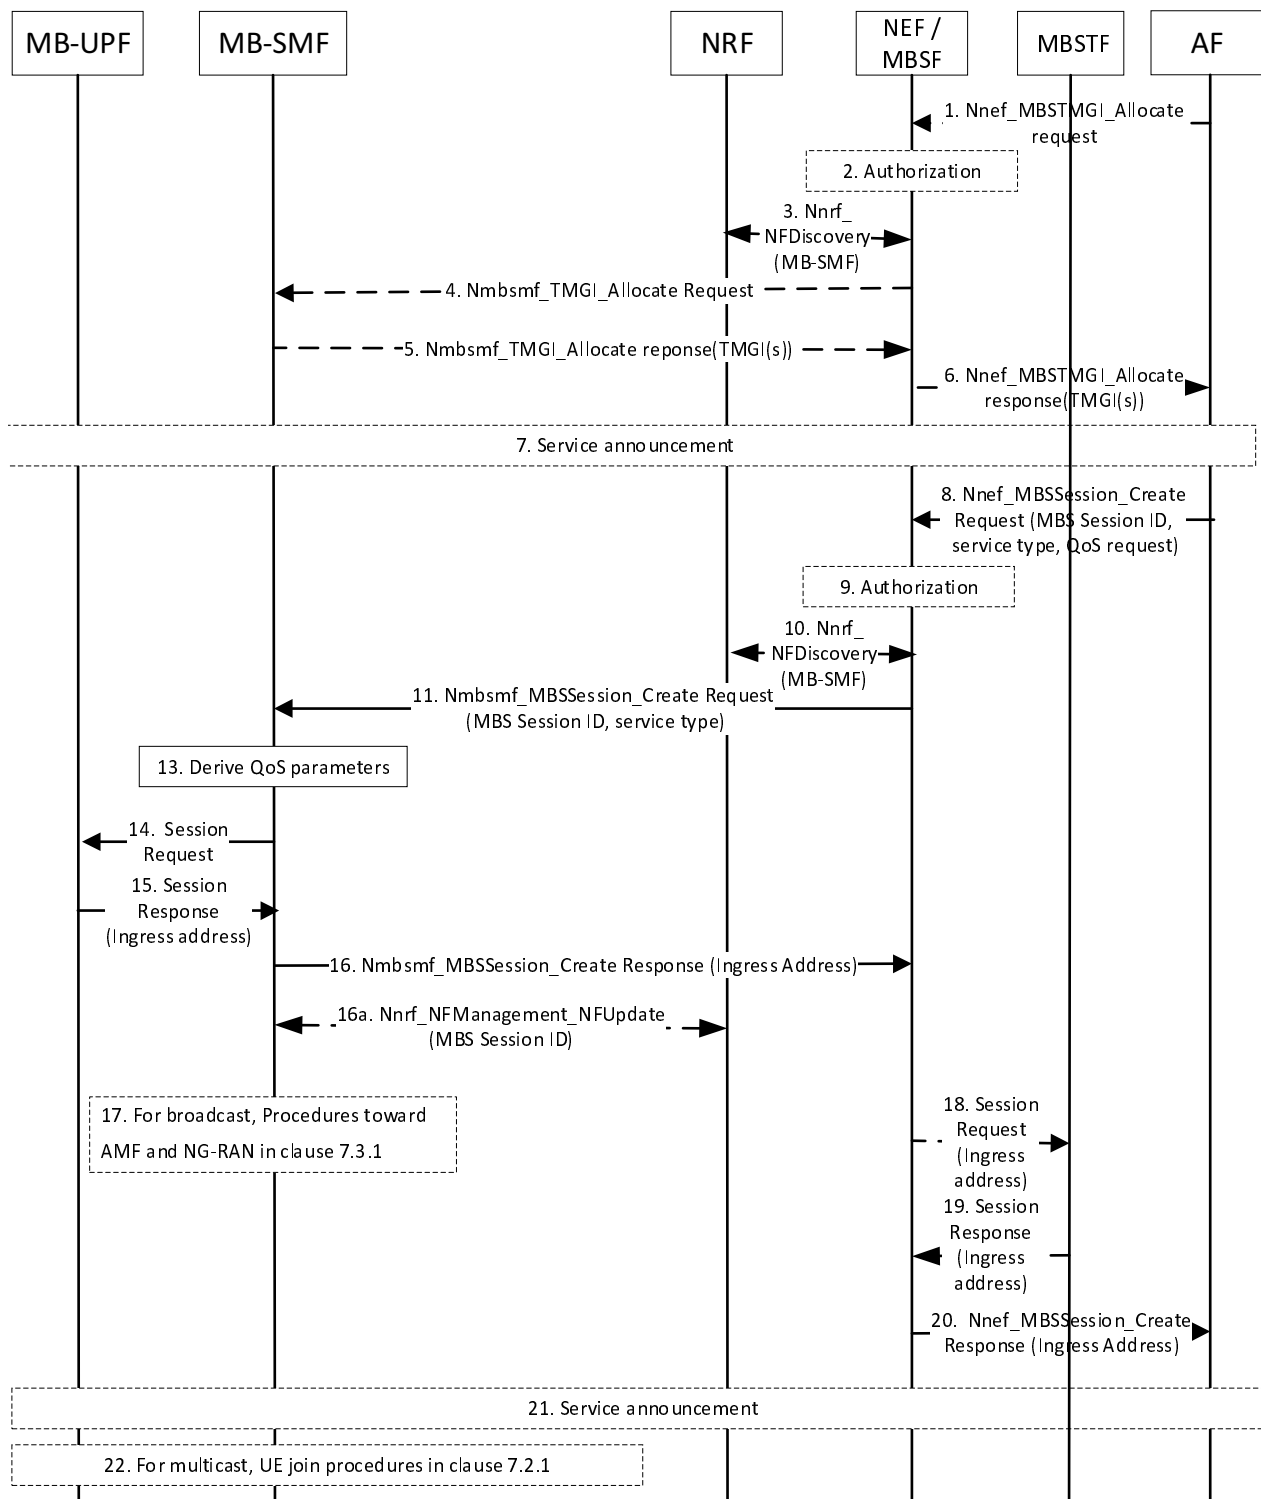 MB-UPF
MB-SMF
NRF
NEF /
MBSF
MBSTF
AF
1. Nnef_MBSTMGI_Allocate
request
2. Authorization
3. Nnrf_
NFDiscovery
(MB-SMF)
4. Nmbsmf_TMGI_Allocate Request
5. Nmbsmf_TMGI_Allocate reponse(TMGI(s))
6. Nnef_MBSTMGI_Allocate
response(TMGI(s))
7. Service announcement
8. Nnef_MBSSession_Create
Request (MBS Session ID,
service type, QoS request)
9. Authorization
10. Nnrf_
NFDiscovery
(MB-SMF)
11. Nmbsmf_MBSSession_Create Request
(MBS Session ID, service type)
13. Derive QoS parameters
14. Session
Request
15. Session
Response
(Ingress address)
16. Nmbsmf_MBSSession_Create Response (Ingress Address)
16a. Nnrf_NFManagement_NFUpdate
(MBS Session ID)
17. For broadcast, Procedures toward
AMF and NG-RAN in clause 7.3.1
18. Session
Request
(Ingress
address)
19. Session
Response
(Ingress
address)
20. Nnef_MBSSession_Create
Response (Ingress Address)
21. Service announcement
22. For multicast, UE join procedures in clause 7.2.1